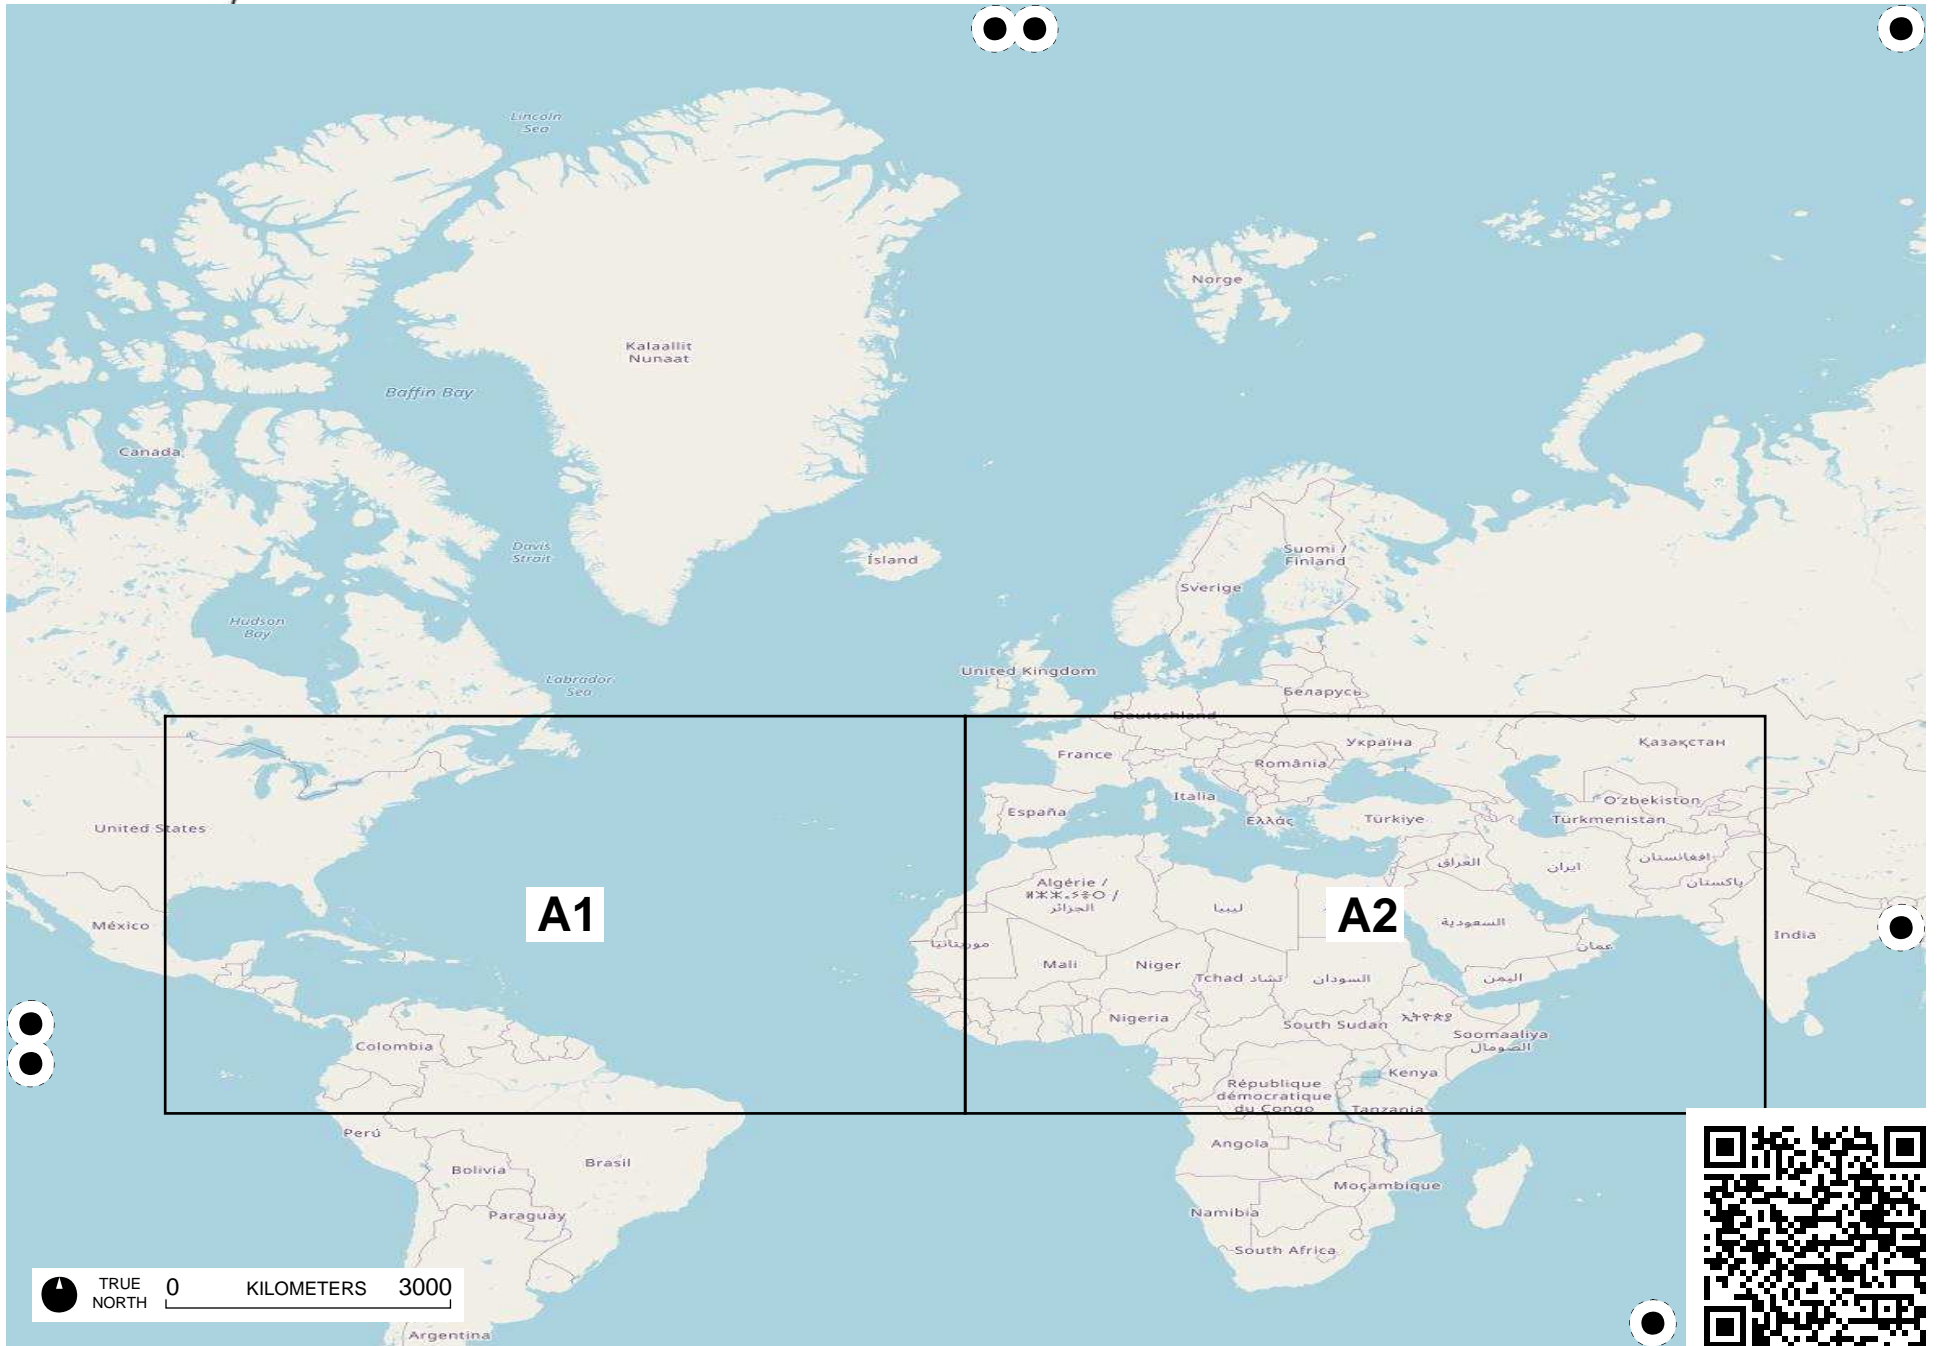 Lincoln
Sea
Norge
Kalaallit
Nunaat
Baffin Bay
Canada
Davis
Strait
Ísland
Suomi /
Finland
Sverige
Hudson
Bay
United Kingdom
Labrador
Sea
Беларусь
Deutschland
Україна
Қазақстан
France
România
Italia
O'zbekiston
España
Ελλάς
Türkiye
Türkmenistan
United States
العراق
ایران
افغانستان
Algérie /
ⵍⵣⵣⴰⵢⴻⵔ /
الجزائر
پاکستان
ليبيا
A1
A2
México
السعودية
India
موريتانيا
عمان
Mali
Niger
Tchad تشاد
السودان
اليمن
Nigeria
South Sudan
ኢትዮጵያ
Soomaaliya
الصومال
Colombia
Kenya
République
démocratique
du Congo
Tanzania
Perú
Angola
Bolivia
Brasil
Moçambique
Paraguay
Namibia
South Africa
TRUE
NORTH
0 KILOMETERS 3000
Argentina